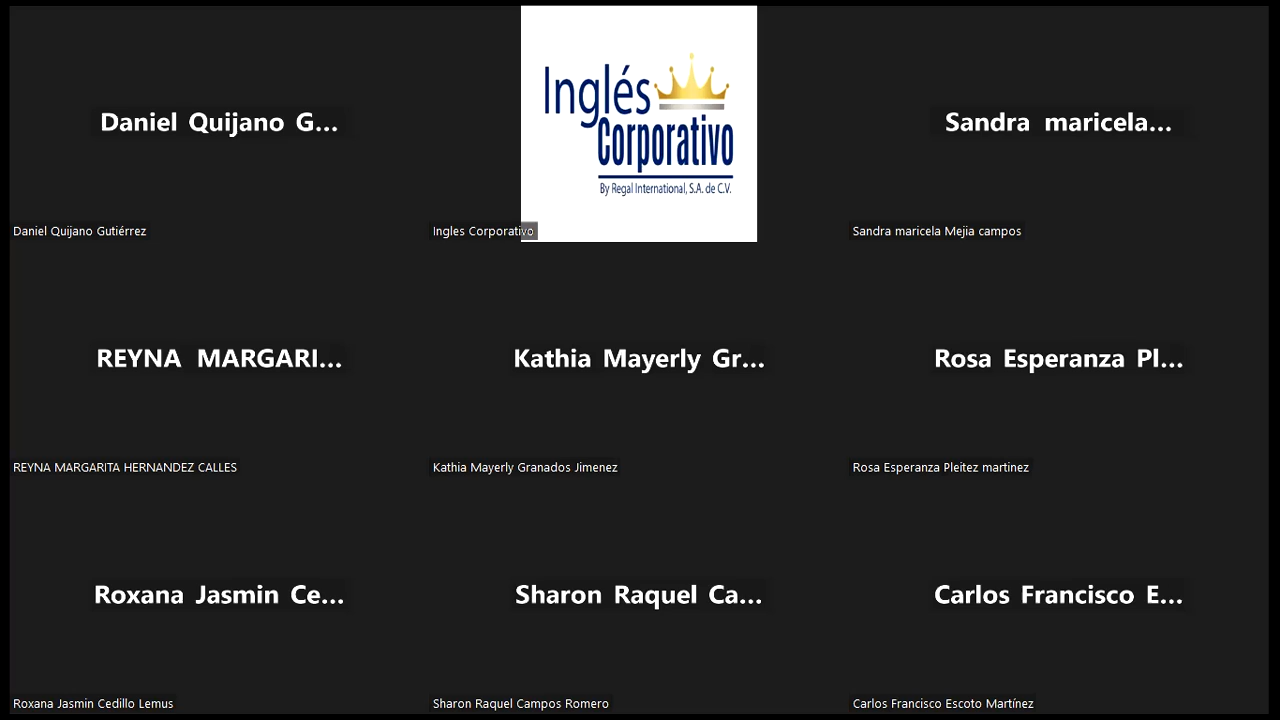 Daniel Quijano G...
Inglés
Corporativo
By Regal International, S.A. de C.V.
Sandra maricela...
Daniel Quijano Gutiérrez
Ingles Corporativo
Sandra maricela Mejia campos
REYNA MARGARI...
Kathia Mayerly Gr...
Rosa Esperanza Pl...
REYNA MARGARITA HERNANDEZ CALLES
Kathia Mayerly Granados Jimenez
Rosa Esperanza Pleitez martinez
Roxana Jasmin Ce...
Sharon Raquel Ca...
Carlos Francisco E...
Roxana Jasmin Cedillo Lemus
Sharon Raquel Campos Romero
Carlos Francisco Escoto Martínez